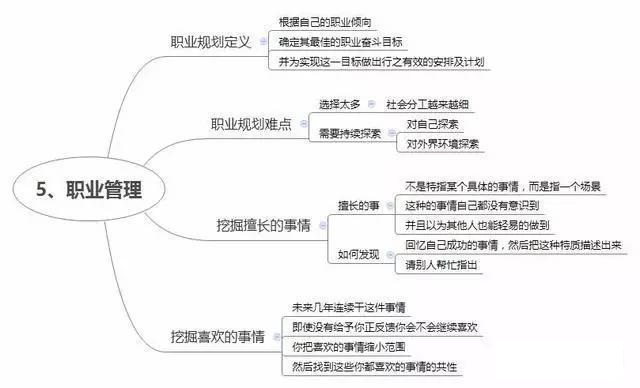 5、职业管理
职业规划定义
根据自己的职业倾向
确定其最佳的职业奋斗目标
并为实现这一目标做出行之有效的安排及计划
职业规划难点
选择太多
社会分工越来越细
需要持续探索
对自己探索
对外界环境探索
挖掘擅长的事情
擅长的事
不是特指某个具体的事情，而是指一个场景
这种的事情自己都没有意识到
并且以为其他人也能轻易的做到
如何发现
回忆自己成功的事情，然后把这种特质描述出来
请别人帮忙指出
挖掘喜欢的事情
未来几年连续干这件事情
即使没有给予你正反馈你会不会继续喜欢
你把喜欢的事情缩小范围
然后找到这些你都喜欢的事情的共性